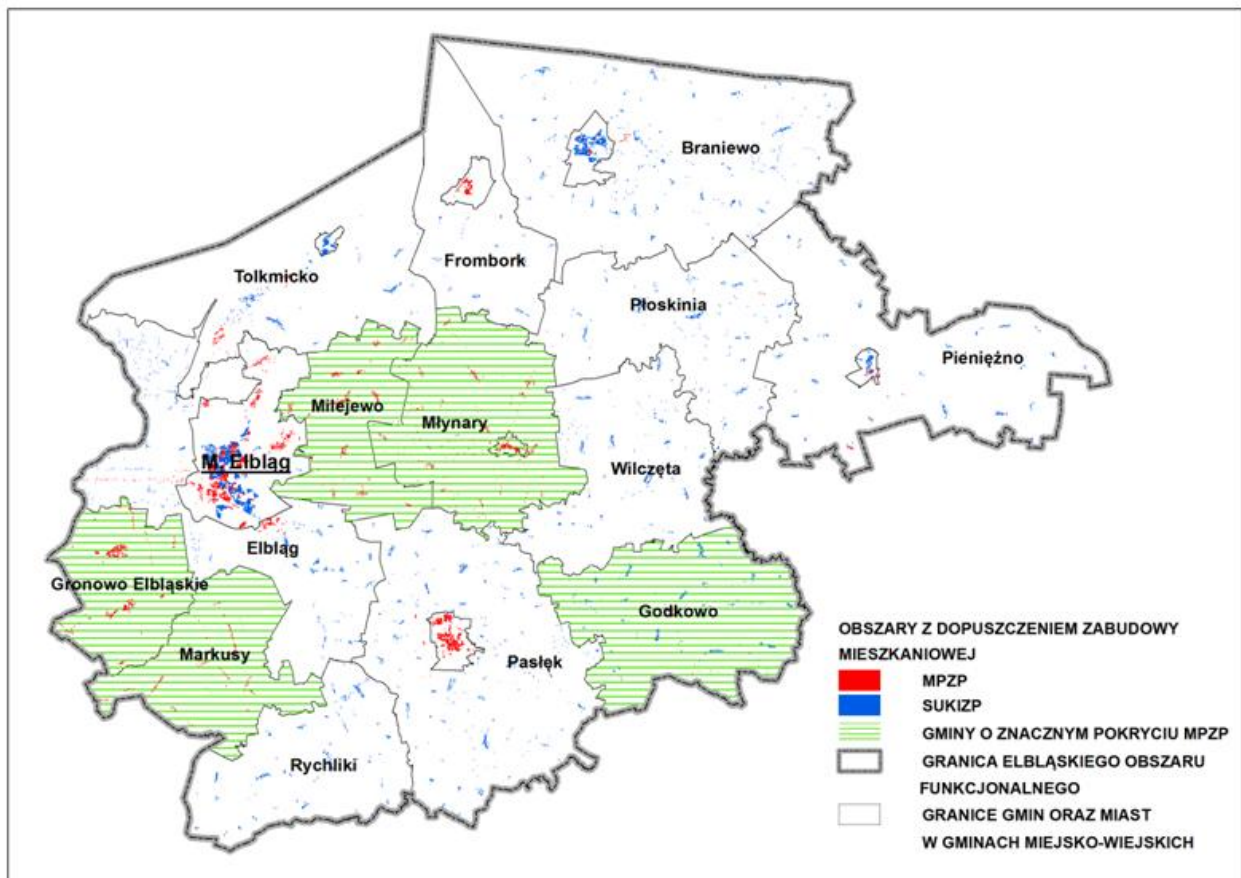 Braniewo
Frombork
Tolkmicko
Płoskinia
Pieniężno
Milejewo
Młynary
M. Elbląg
Wilczęta
Elbląg
Gronowo Elbląskie
Godkowo
Markusy
Pasłęk
Rychliki
OBSZARY Z DOPUSZCZENIEM ZABUDOWY
MIESZKANIOWEJ
MPZP
SUKIZP
GMINY O ZNACZNYM POKRYCIU MPZP
GRANICA ELBLĄSKIEGO OBSZARU
FUNKCJONALNEGO
GRANICE GMIN ORAZ MIAST
W GMINACH MIEJSKO-WIEJSKICH